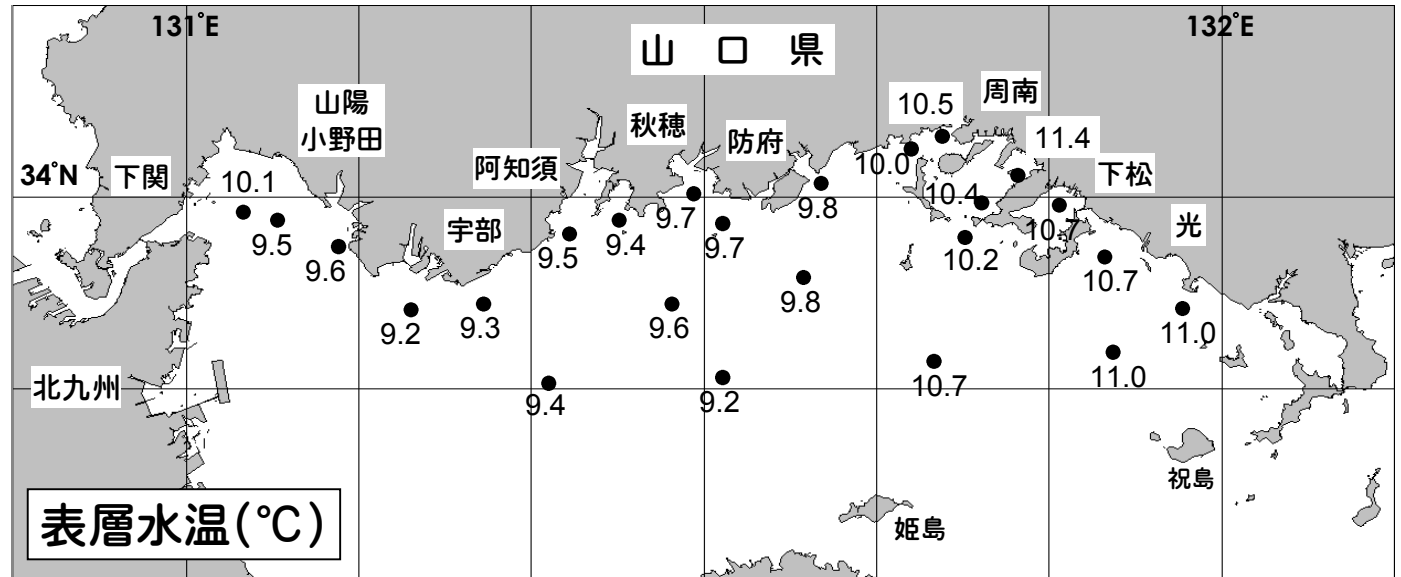 131°E
132°E
山口県
山陽
小野田
秋穂
防府
周南
10.5
11.4
34°N
下関
阿知須
10.0
下松
10.1
9.5
9.6
宇部
9.5
9.4
9.7
9.7
9.8
10.4
10.7
10.2
光
10.7
9.2
9.3
9.6
9.8
11.0
北九州
9.4
9.2
10.7
11.0
祝島
姫島
表層水温(℃)